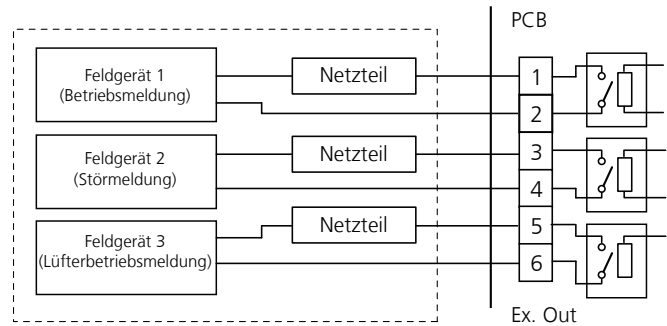 PCB
Feldgerät 1
(Betriebsmeldung)
Netzteil
1
2
Feldgerät 2
(Störmeldung)
Netzteil
3
4
Feldgerät 3
(Lüfterbetriebsmeldung)
Netzteil
5
6
Ex. Out